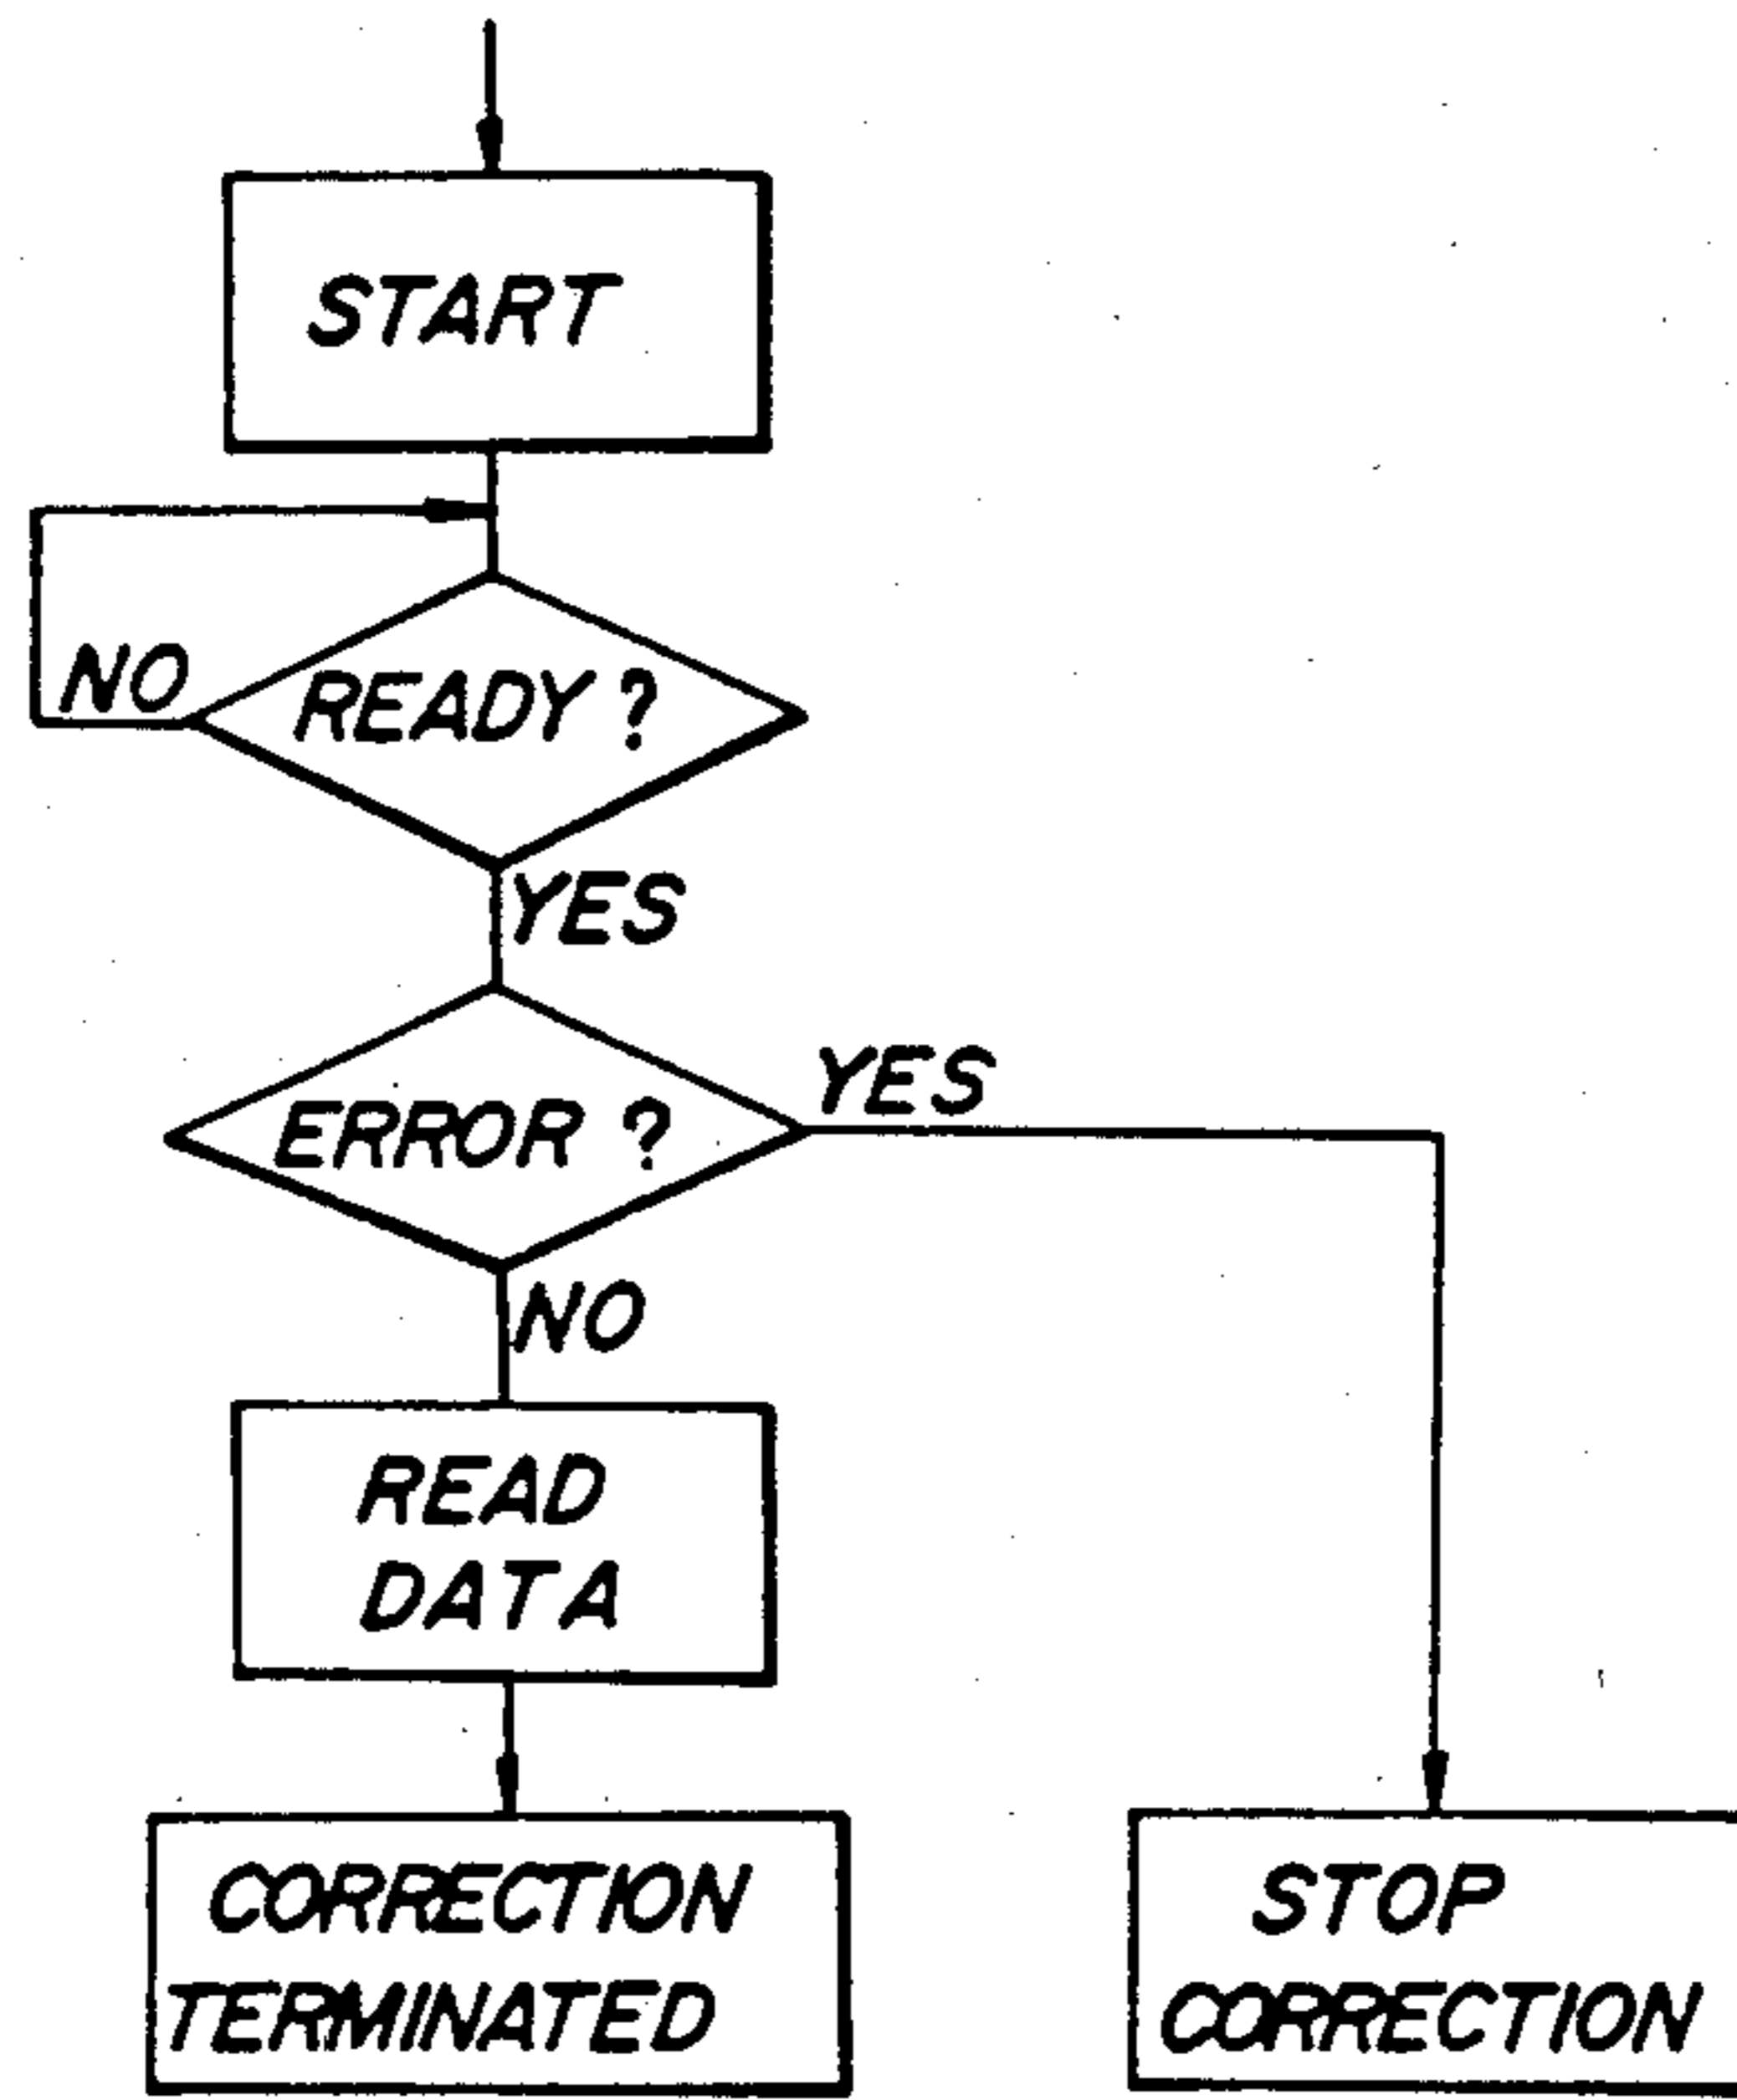 START
NO
READY ?
YES
ERROR ?
YES
NO
READ
DATA
CORRECTION
TERMINATED
STOP
CORRECTION